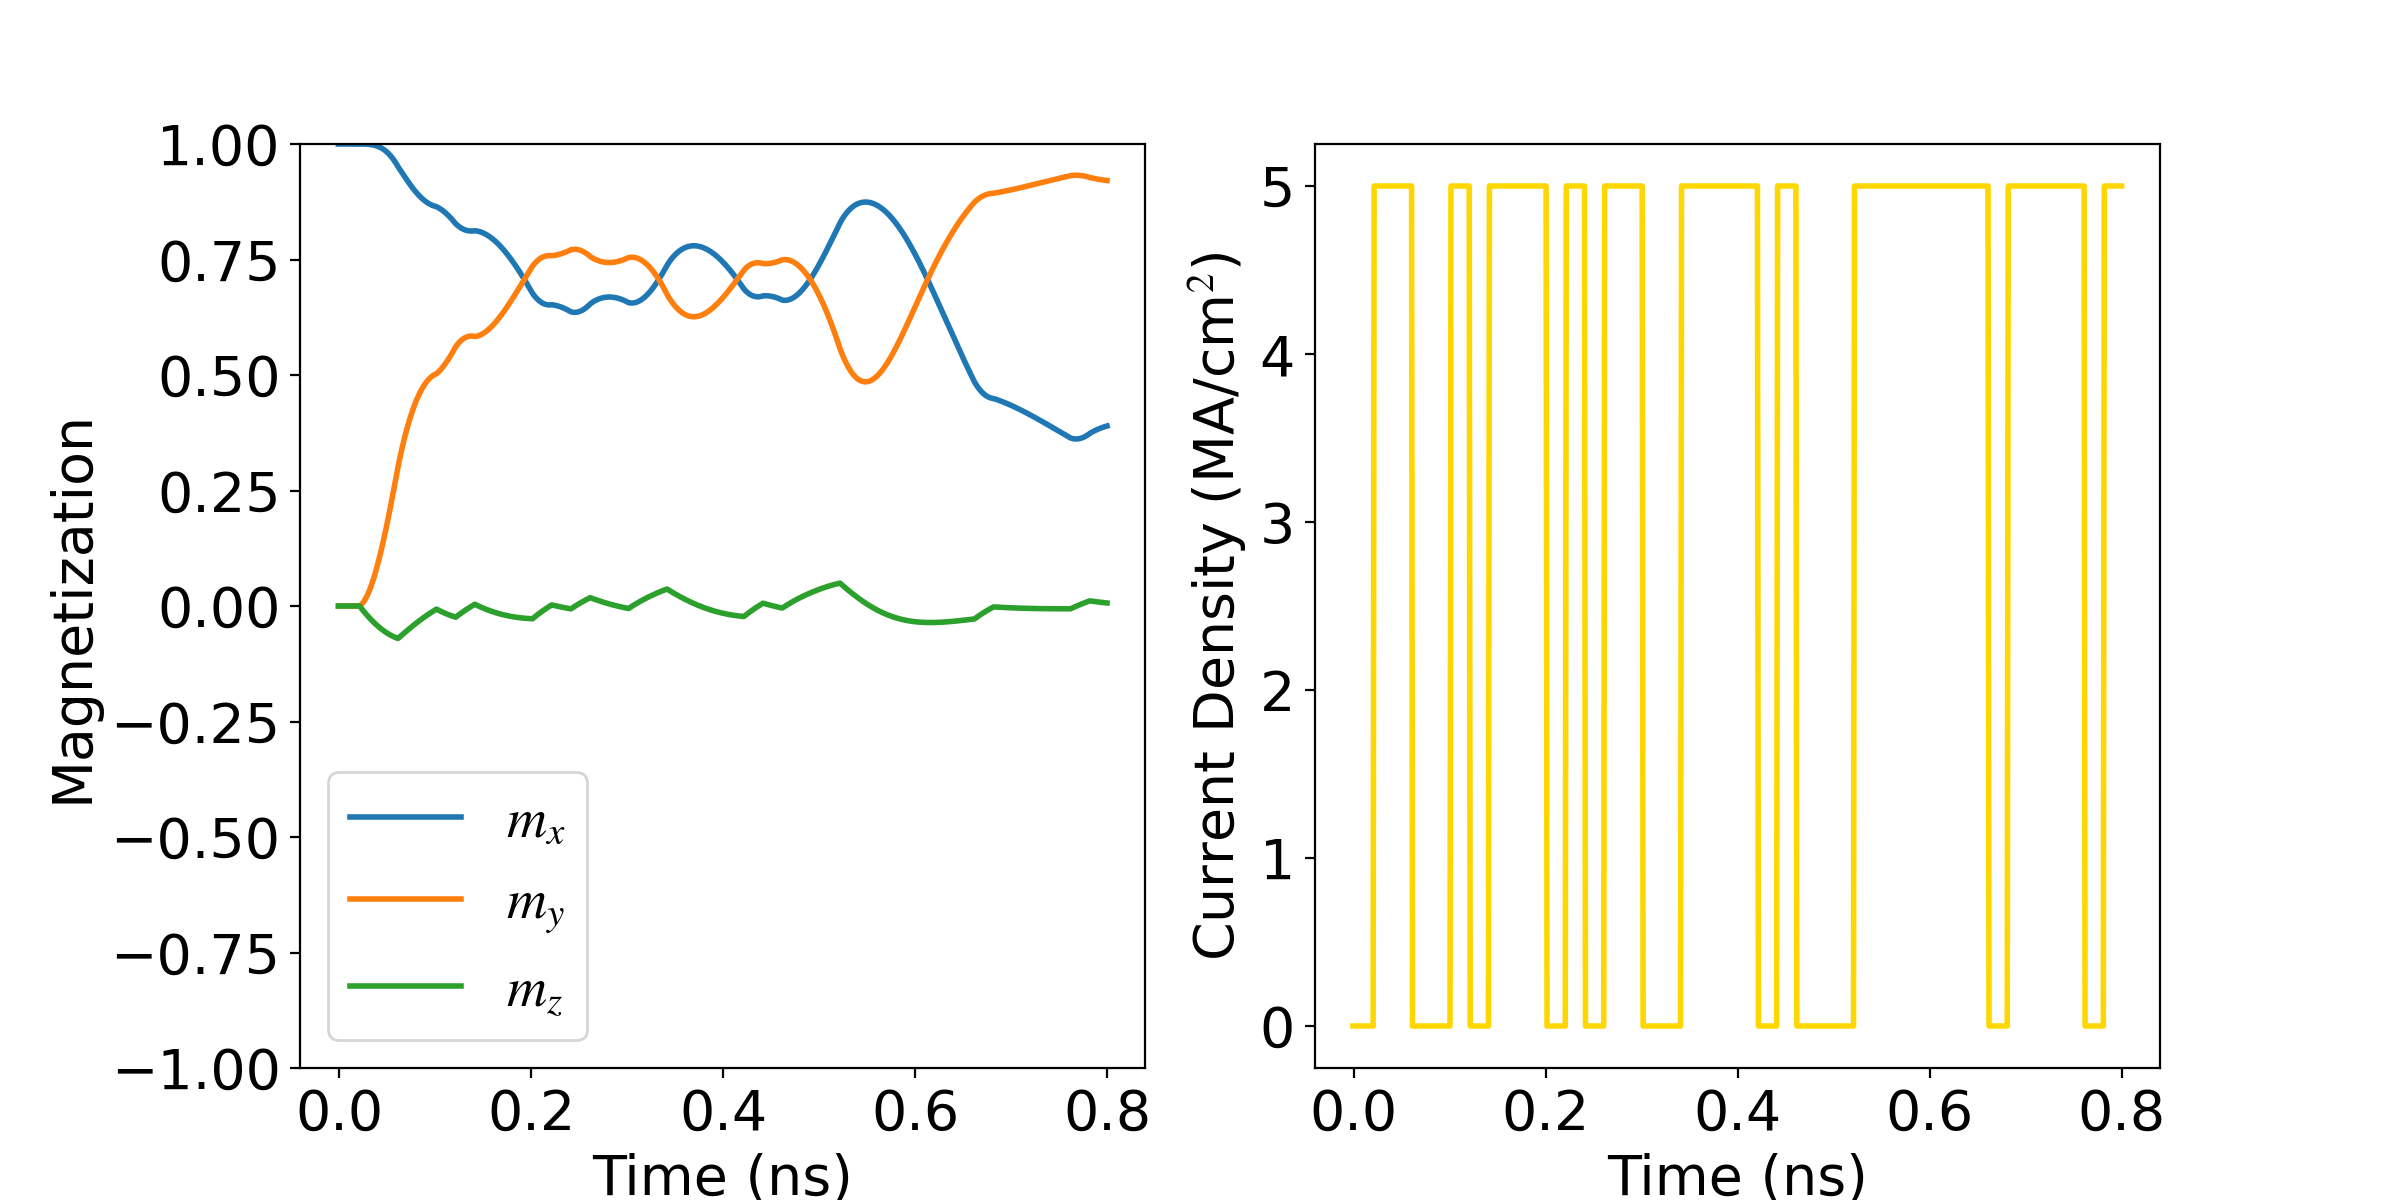 Magnetization
1.00
0.75
0.50
0.25
0.00
−0.25
−0.50
−0.75
−1.00
m_x
m_y
m_z
0.0 0.2 0.4 0.6 0.8
Time (ns)
Current Density (MA/cm²)
5
4
3
2
1
0
0.0 0.2 0.4 0.6 0.8
Time (ns)